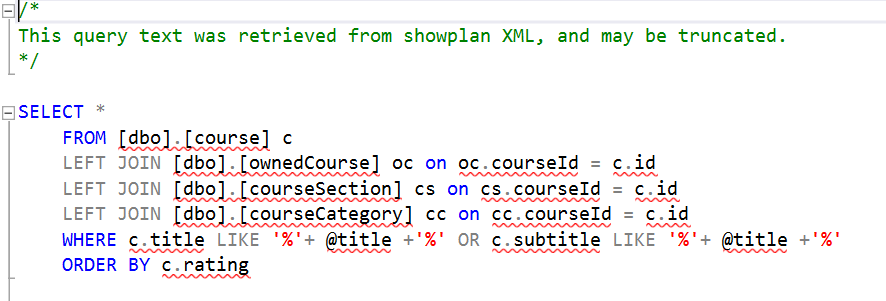 /*
This query text was retrieved from showplan XML, and may be truncated.
*/
SELECT *
FROM [dbo].[course] c
LEFT JOIN [dbo].[ownedCourse] oc on oc.courseId = c.id
LEFT JOIN [dbo].[courseSection] cs on cs.courseId = c.id
LEFT JOIN [dbo].[courseCategory] cc on cc.courseId = c.id
WHERE c.title LIKE '%'+ @title +'%' OR c.subtitle LIKE '%'+ @title +'%'
ORDER BY c.rating